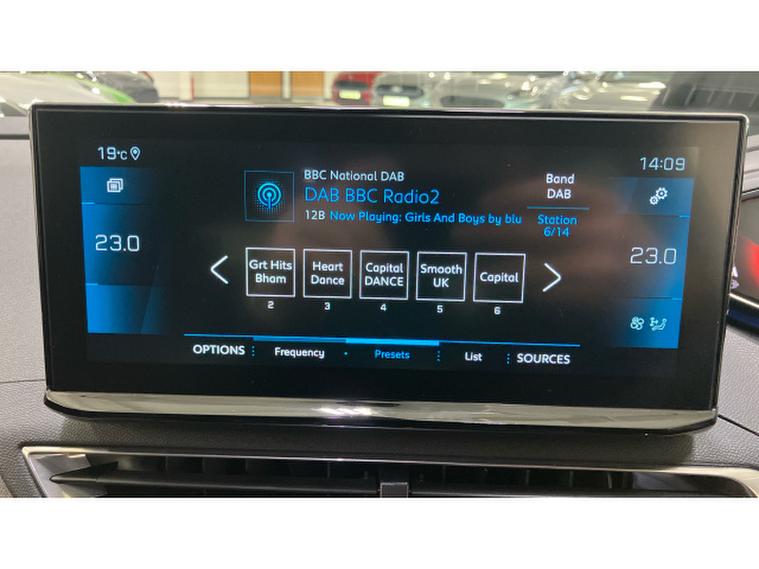 19°C
14:09
BBC National DAB
DAB BBC Radio2
12B Now Playing: Girls And Boys by blu
Band
DAB
Station
6/14
23.0
23.0
Grt Hits
Bham
2
Heart
Dance
3
Capital
DANCE
4
Smooth
UK
5
Capital
6
OPTIONS
Frequency
Presets
List
SOURCES